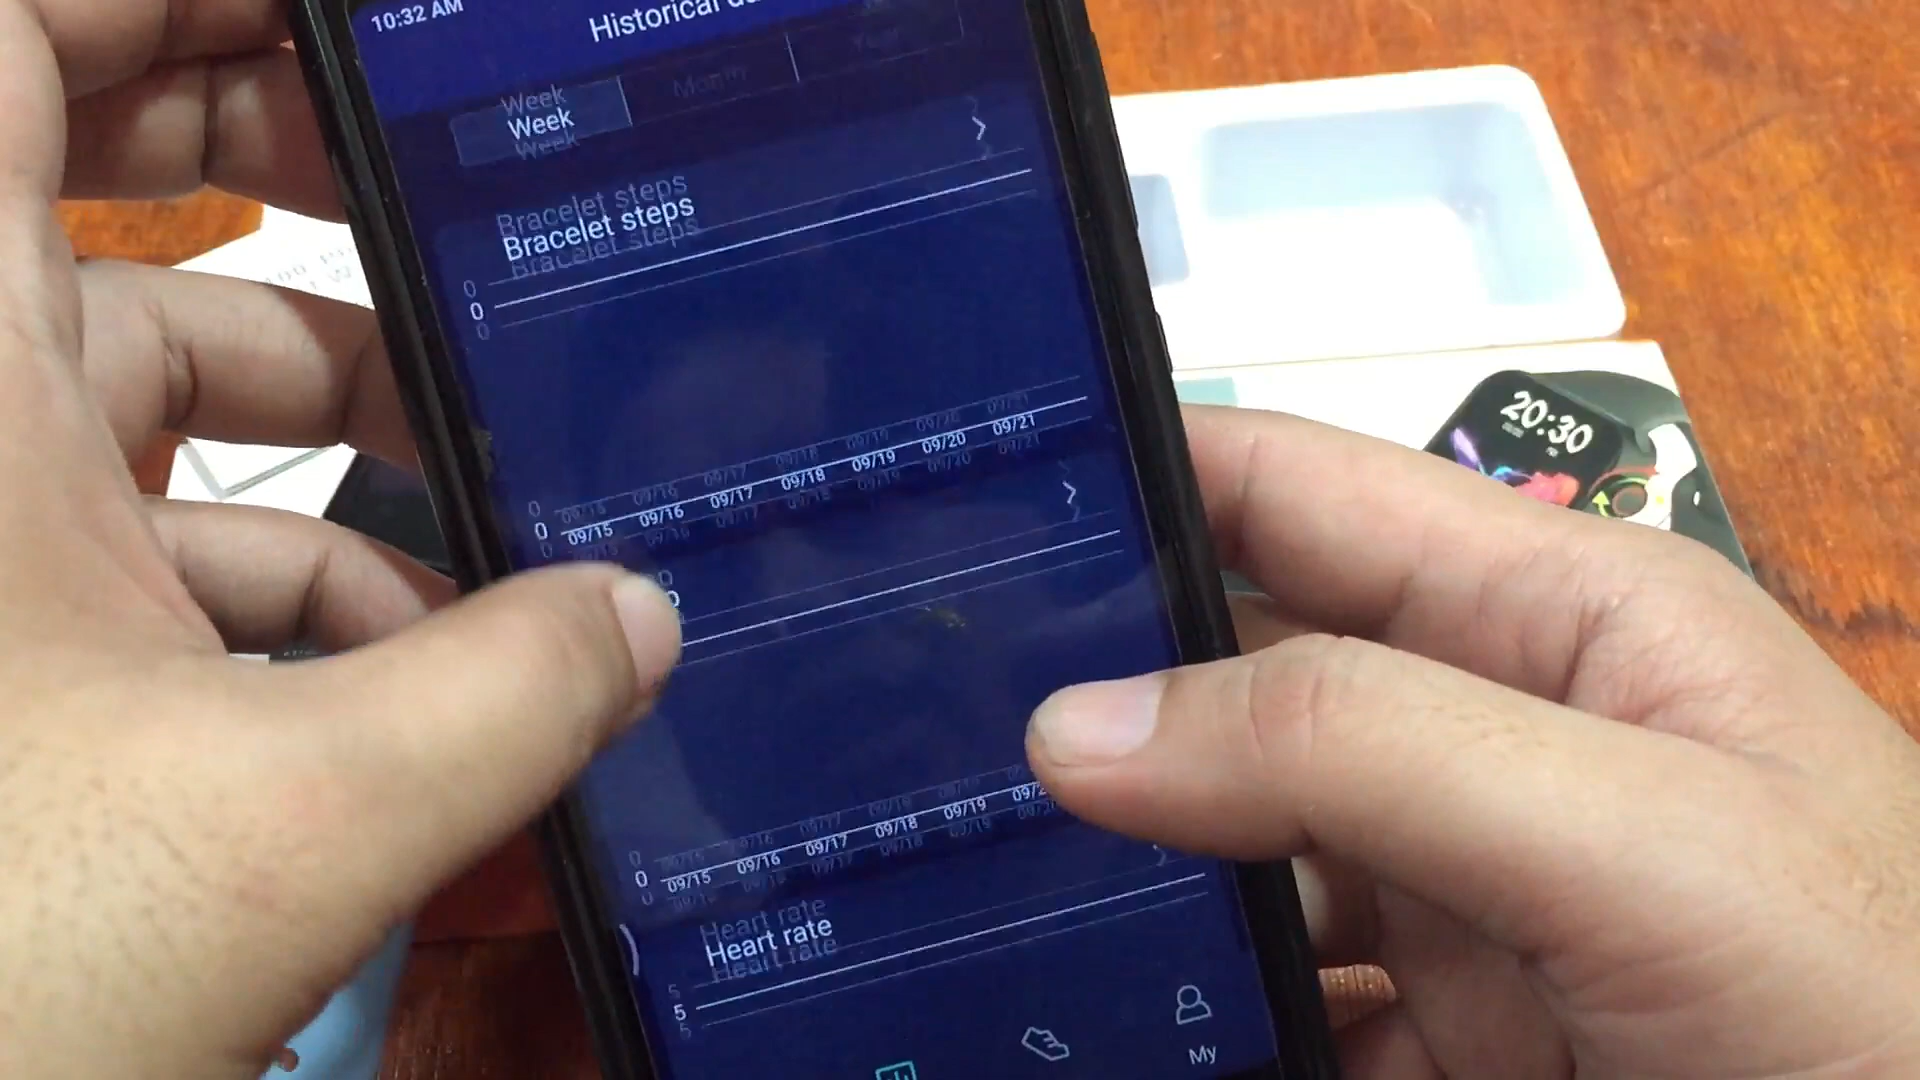 10:32 AM
Historical
Week
Month
Year
Bracelet steps
0
0
09/15 09/16 09/17 09/18 09/19 09/20 09/21
0
09/15 09/16 09/17 09/18 09/19
Heart rate
5
My
20:30